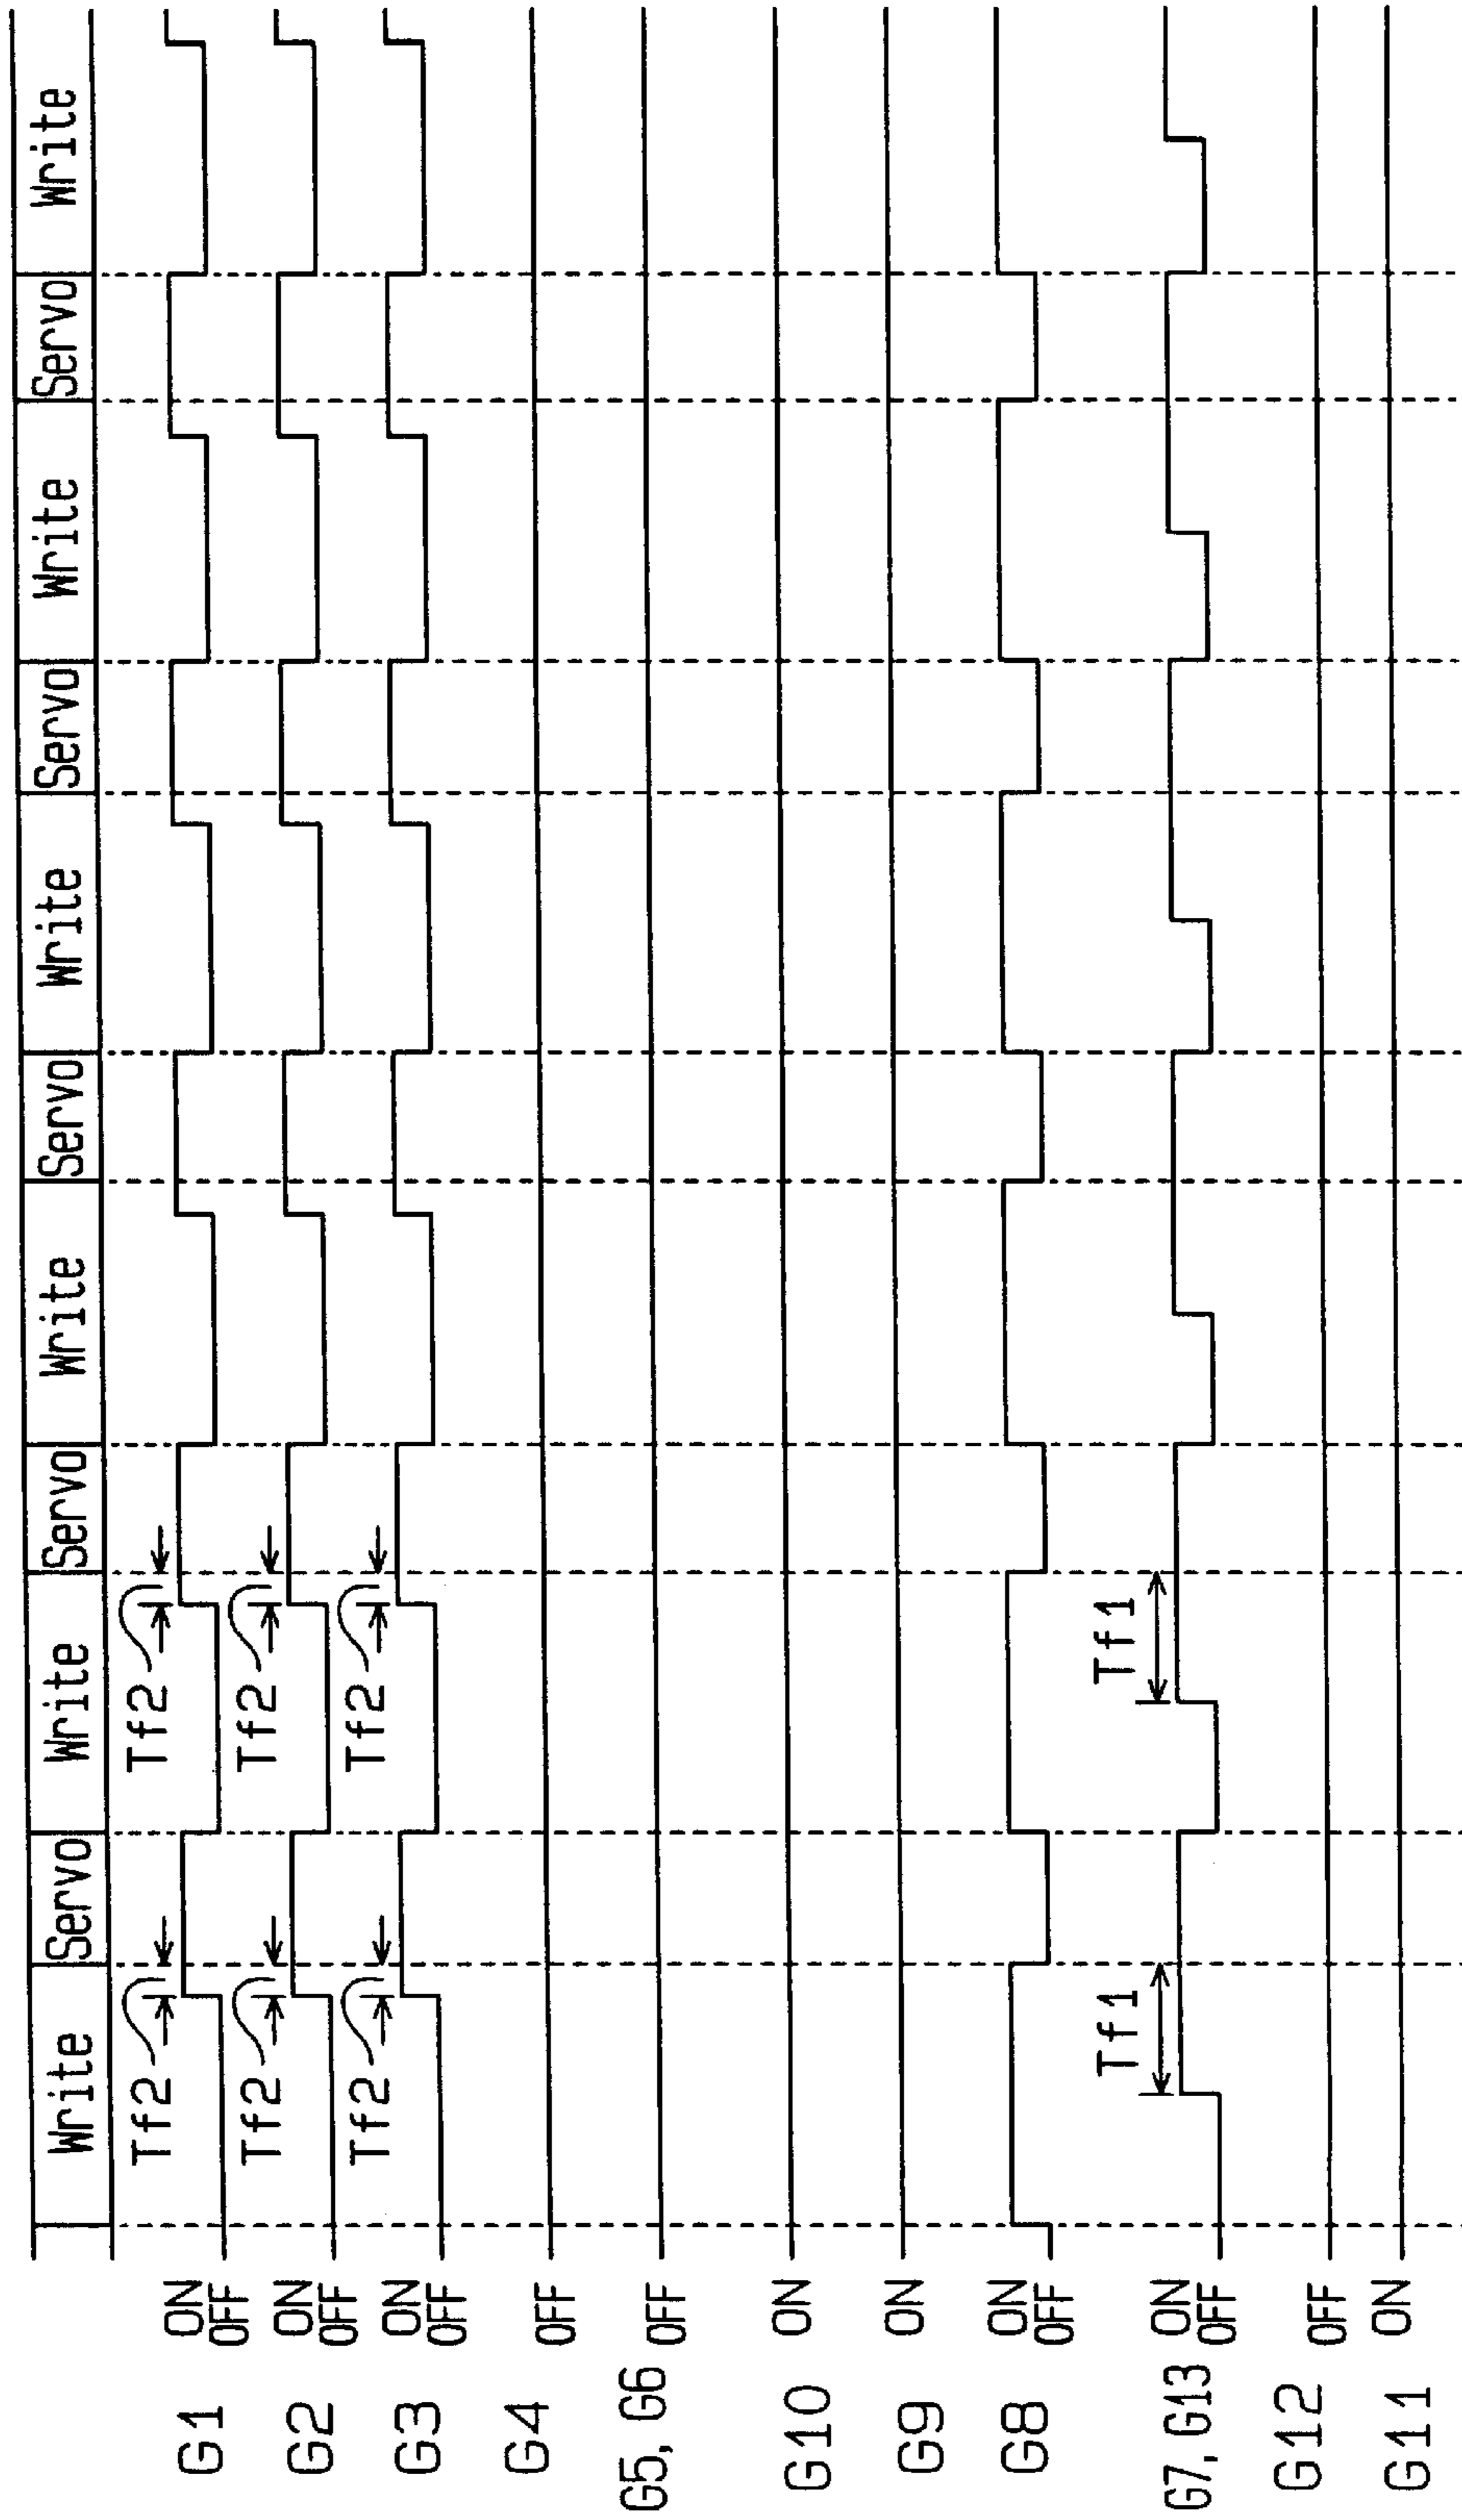 Write Servo Write Servo Write Servo Write Servo Write Servo Write Servo Write
G1 ON Tf2 Tf2
OFF
G2 ON Tf2 Tf2
OFF
G3 ON Tf2 Tf2
OFF
G4 OFF
G5, G6 OFF
G10 ON
G9 ON
G8 ON
OFF
Tf1 Tf1
G7, G13 ON
OFF
G12 OFF
G11 ON